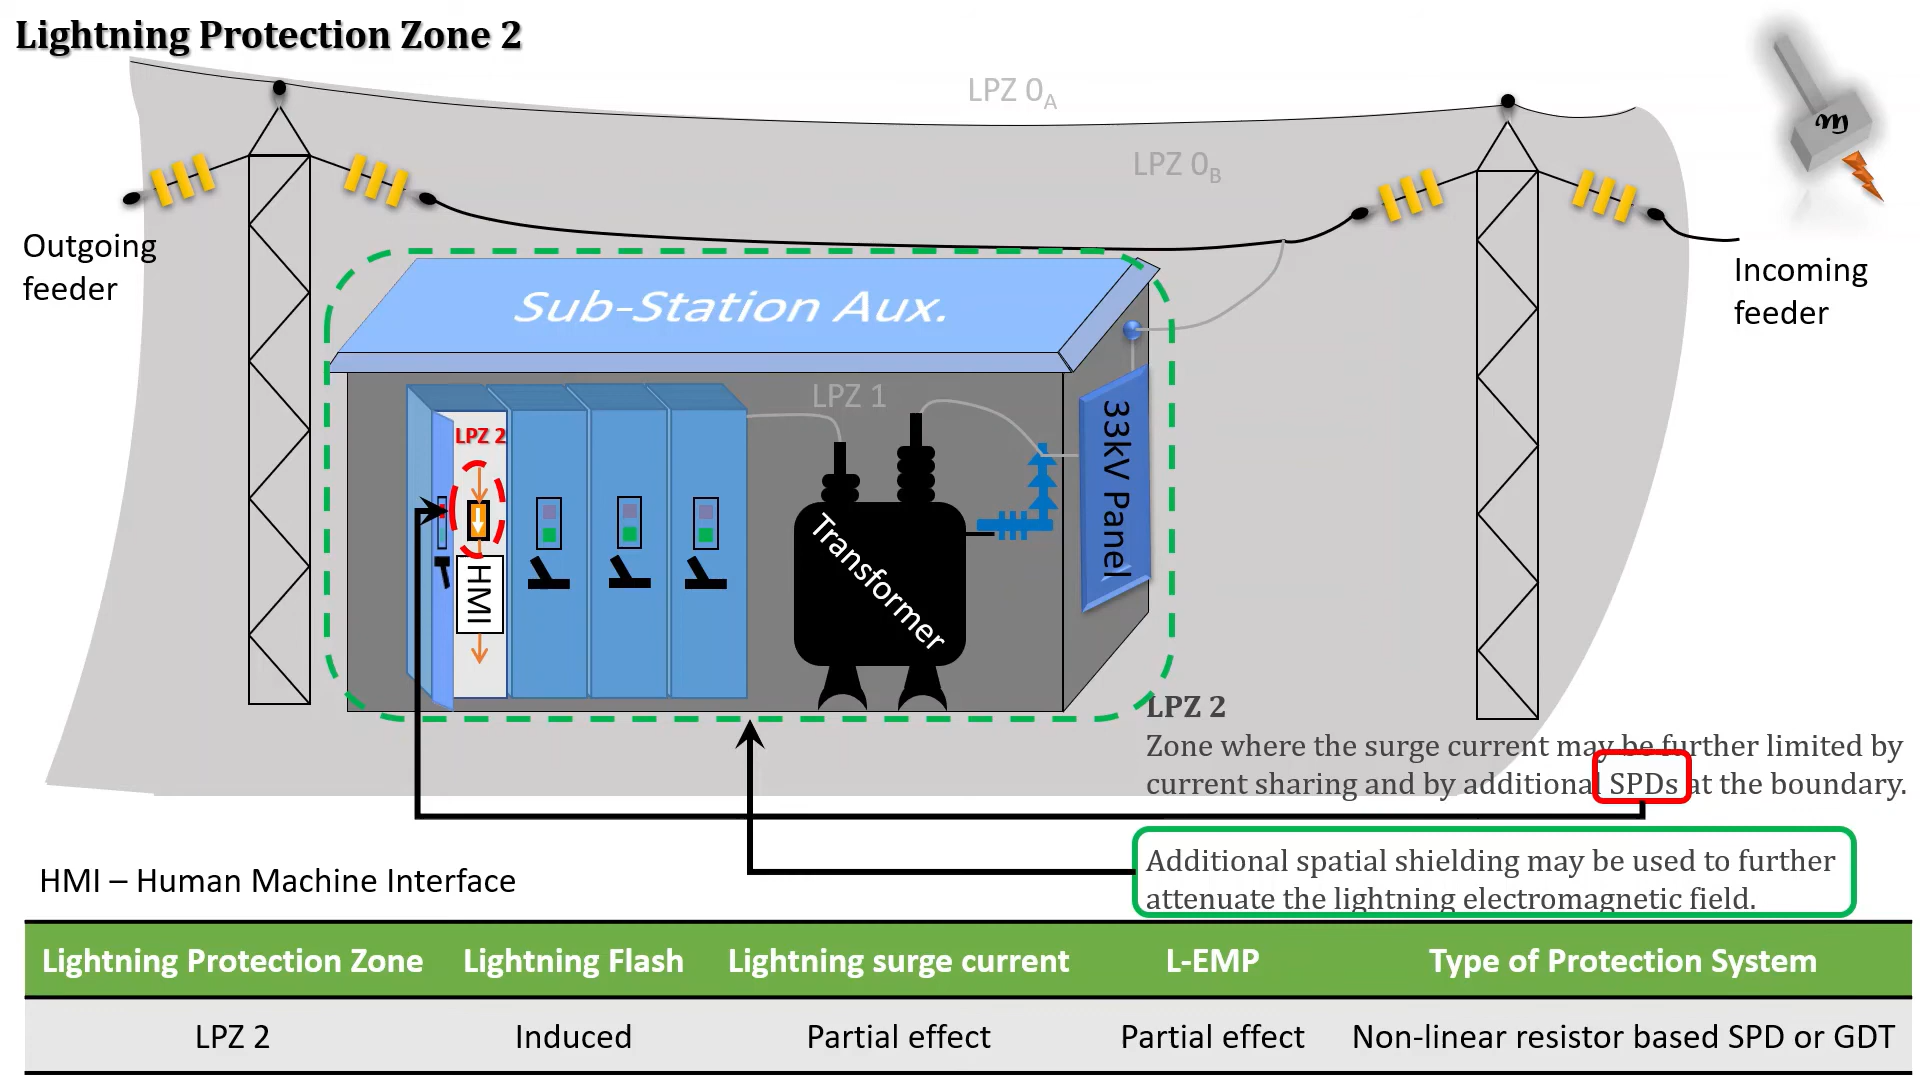 Lightning Protection Zone 2
LPZ 0A
LPZ 0B
Outgoing
feeder
Incoming
feeder
Sub-Station Aux.
LPZ 1
LPZ 2
33kV Panel
Transformer
HMI
LPZ 2
Zone where the surge current may be further limited by
current sharing and by additional SPDs at the boundary.
Additional spatial shielding may be used to further
attenuate the lightning electromagnetic field.
HMI – Human Machine Interface
Lightning Protection Zone Lightning Flash Lightning surge current L-EMP Type of Protection System
LPZ 2 Induced Partial effect Partial effect Non-linear resistor based SPD or GDT